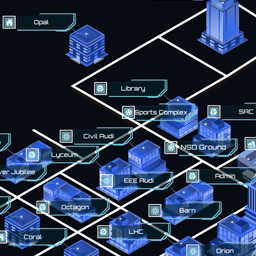 Opal
Library
Sports Complex
SAC
Civil Audi
NSO Ground
Lyceum
ver Jubilee
EEE Audi
Admin
Octagon
Barn
Coral
LHC
Orion